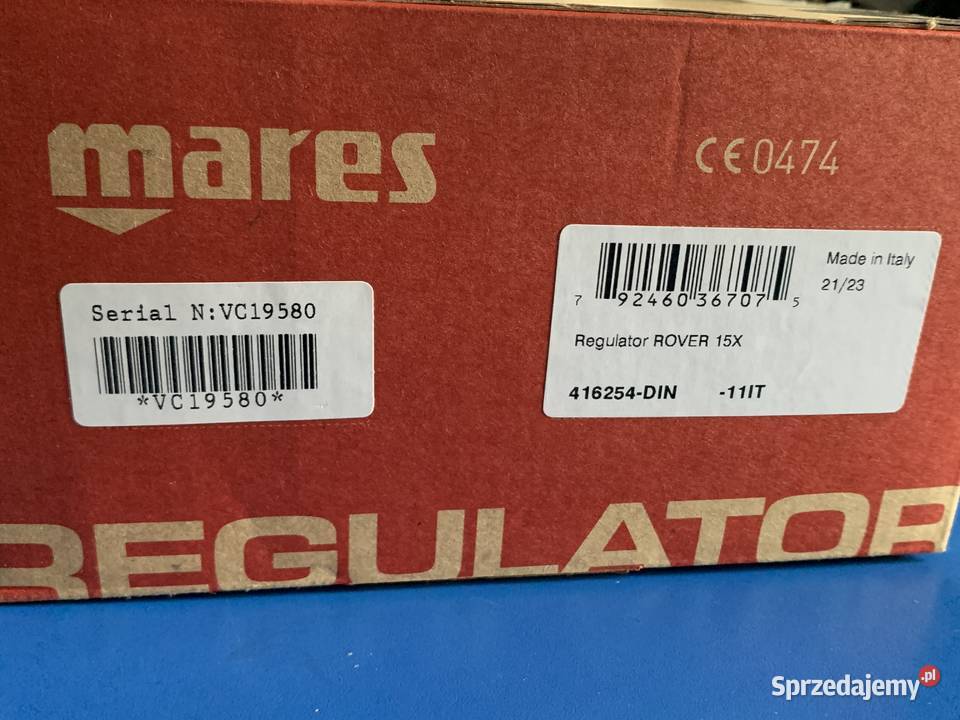 mares
CE 0474
Serial N:VC19580
*VC19580*
7 92460 36707 5
Made in Italy
21/23
Regulator ROVER 15X
416254-DIN -11IT
REGULATOR
Sprzedajemy.pl